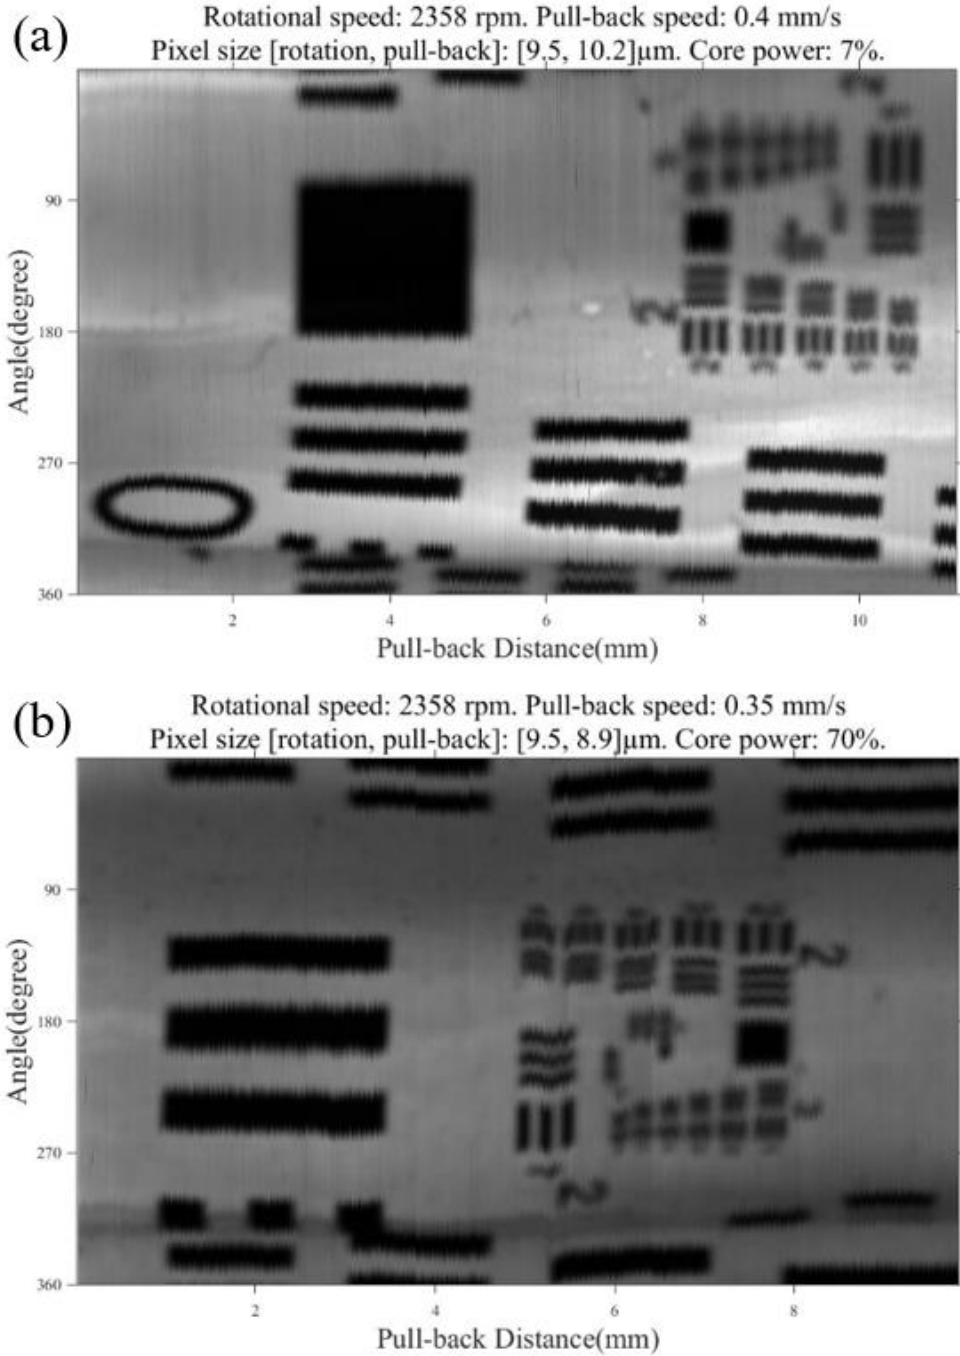 (a)
Rotational speed: 2358 rpm. Pull-back speed: 0.4 mm/s
Pixel size [rotation, pull-back]: [9.5, 10.2]μm. Core power: 7%.
Angle(degree)
90
180
270
360
2
2 4 6 8 10
Pull-back Distance(mm)
(b)
Rotational speed: 2358 rpm. Pull-back speed: 0.35 mm/s
Pixel size [rotation, pull-back]: [9.5, 8.9]μm. Core power: 70%.
Angle(degree)
90
180
270
360
2
2
2 4 6 8
Pull-back Distance(mm)